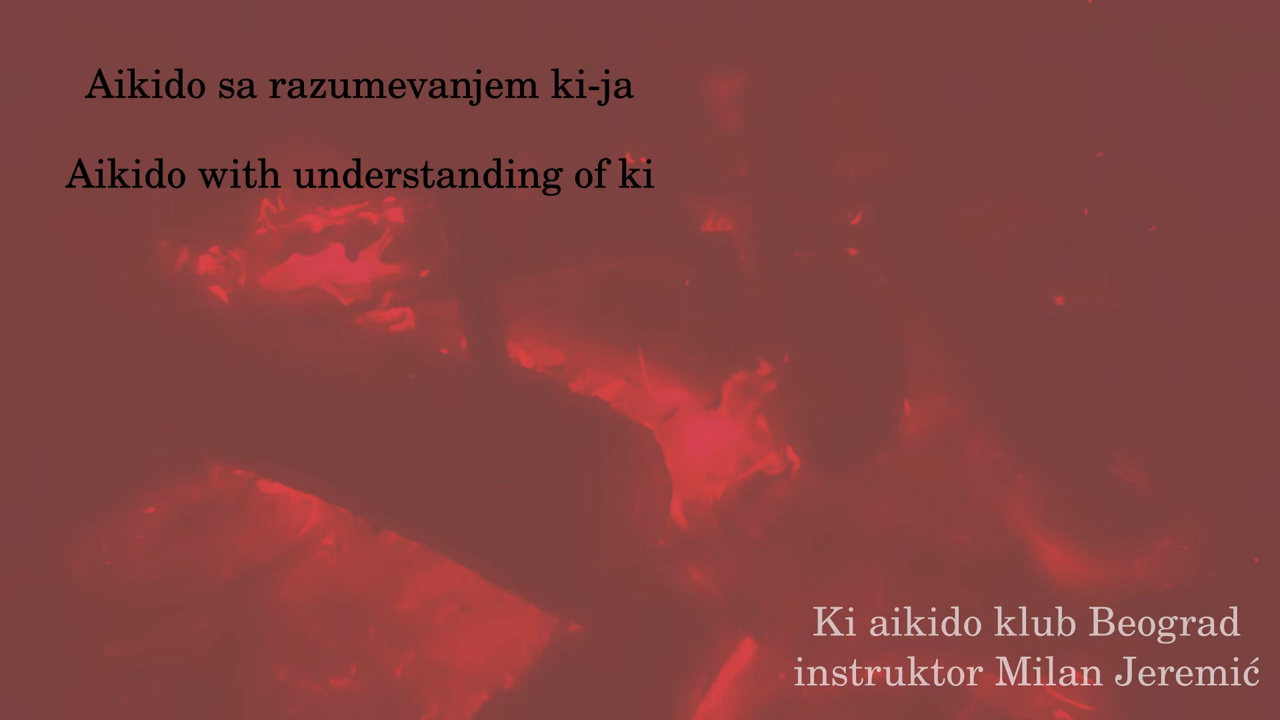 Aikido sa razumevanjem ki-ja
Aikido with understanding of ki
Ki aikido klub Beograd
instruktor Milan Jeremić